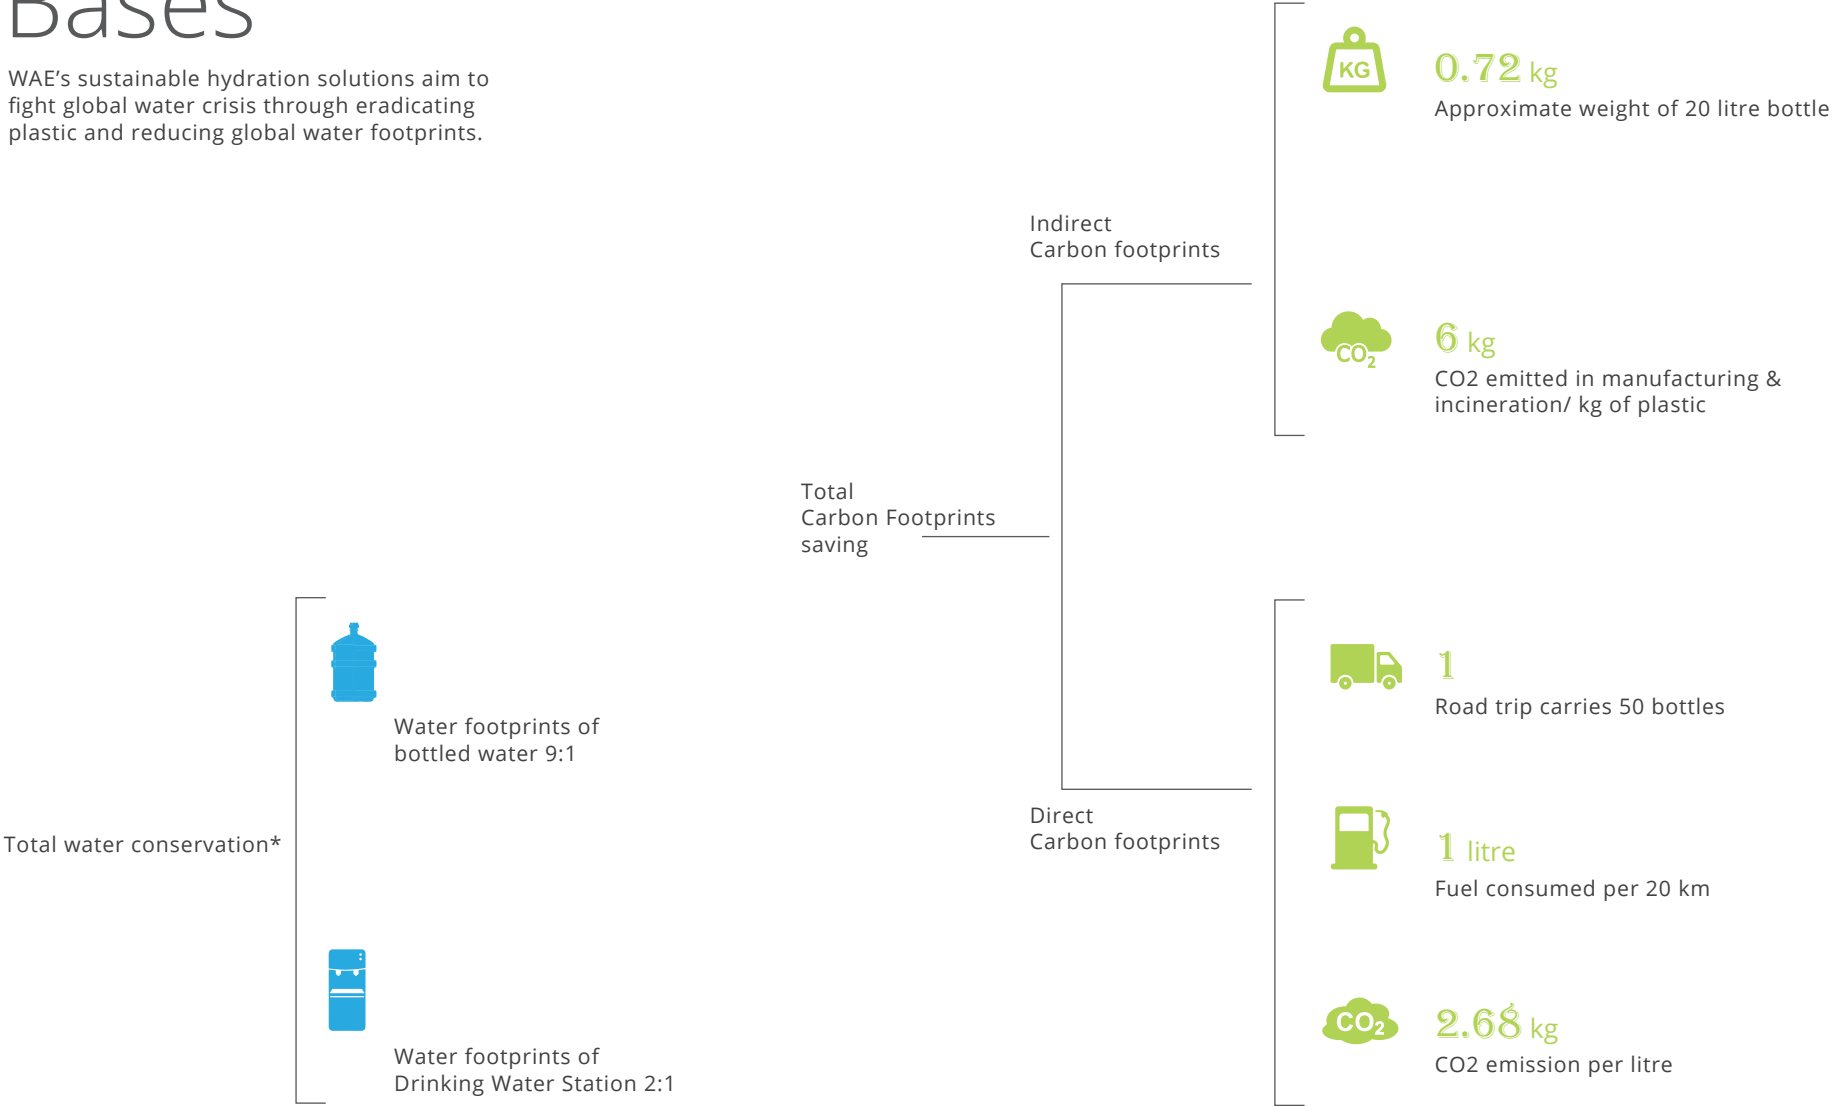 Bases
WAE's sustainable hydration solutions aim to
fight global water crisis through eradicating
plastic and reducing global water footprints.
Total water conservation*
Water footprints of
bottled water 9:1
Water footprints of
Drinking Water Station 2:1
Total
Carbon Footprints
saving
Indirect
Carbon footprints
KG
0.72 kg
Approximate weight of 20 litre bottle
CO2
6 kg
CO2 emitted in manufacturing &
incineration/ kg of plastic
Direct
Carbon footprints
1
Road trip carries 50 bottles
1 litre
Fuel consumed per 20 km
CO2
2.68 kg
CO2 emission per litre